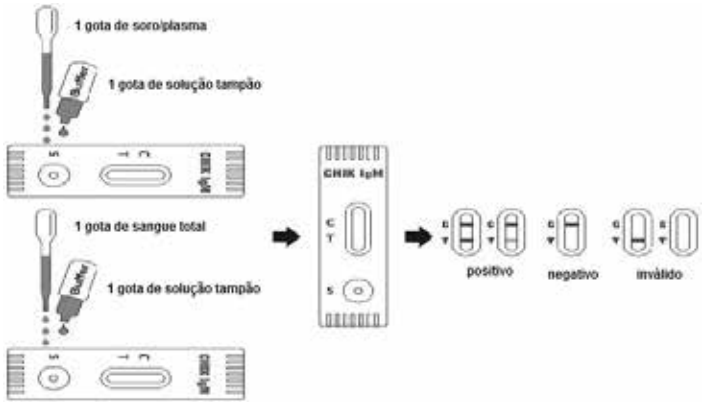 1 gota de soro/plasma
Buffer
1 gota de solução tampão
S
T C
CHIK IgM
1 gota de sangue total
Buffer
1 gota de solução tampão
S
T C
CHIK IgM
CHIK IgM
C
T
S
C
T
C
T
positivo
C
T
negativo
C
T
C
T
inválido